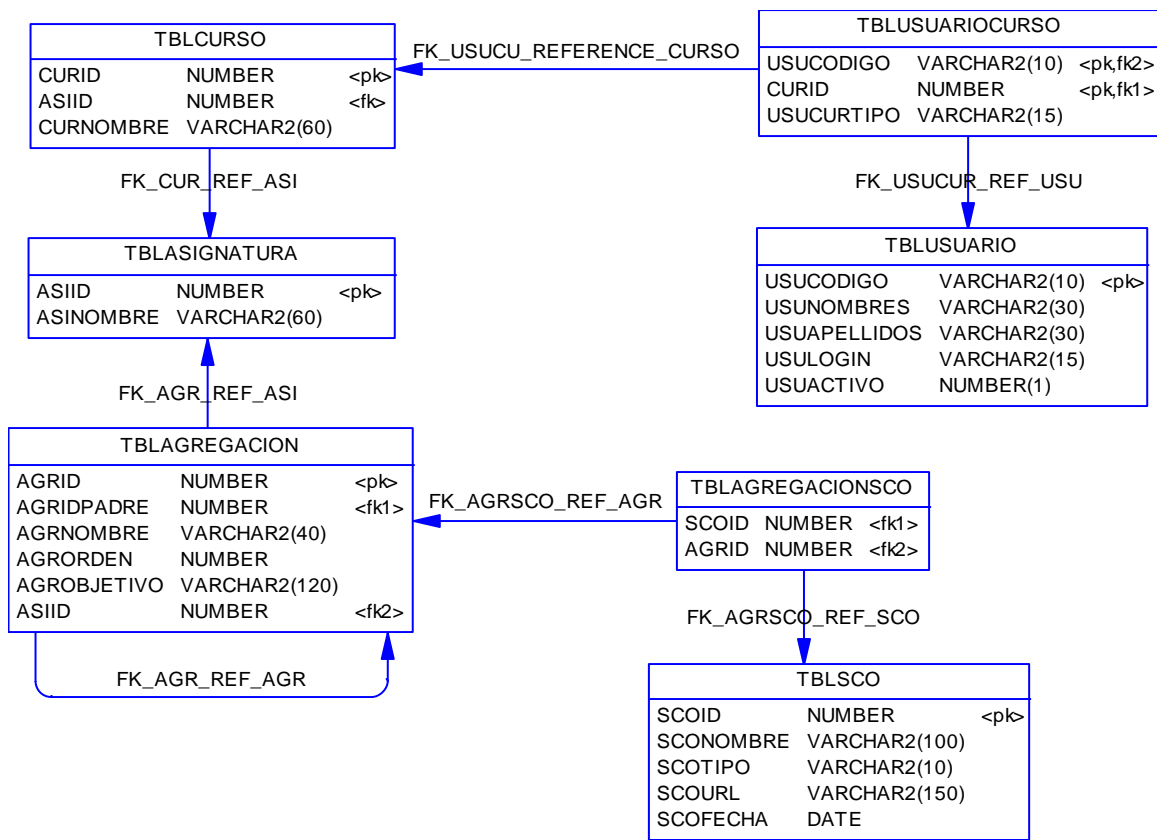 TBLCURSO
CURID NUMBER <pk>
ASIID NUMBER <fk>
CURNOMBRE VARCHAR2(60)
FK_USUCU_REFERENCE_CURSO
TBLUSUARIOCURSO
USUCODIGO VARCHAR2(10) <pk,fk2>
CURID NUMBER <pk,fk1>
USUCURTIPO VARCHAR2(15)
FK_CUR_REF_ASI
FK_USUCUR_REF_USU
TBLASIGNATURA
ASIID NUMBER <pk>
ASINOMBRE VARCHAR2(60)
TBLUSUARIO
USUCODIGO VARCHAR2(10) <pk>
USUNOMBRES VARCHAR2(30)
USUAPELLIDOS VARCHAR2(30)
USULOGIN VARCHAR2(15)
USUACTIVO NUMBER(1)
FK_AGR_REF_ASI
TBLAGREGACION
AGRID NUMBER <pk>
AGRIDPADRE NUMBER <fk1>
AGRNOMBRE VARCHAR2(40)
AGRORDEN NUMBER
AGROBJETIVO VARCHAR2(120)
ASIID NUMBER <fk2>
FK_AGRSCO_REF_AGR
TBLAGREGACIONSCO
SCOID NUMBER <fk1>
AGRID NUMBER <fk2>
FK_AGRSCO_REF_SCO
FK_AGR_REF_AGR
TBLSCO
SCOID NUMBER <pk>
SCONOMBRE VARCHAR2(100)
SCOTIPO VARCHAR2(10)
SCOURL VARCHAR2(150)
SCOFECHA DATE